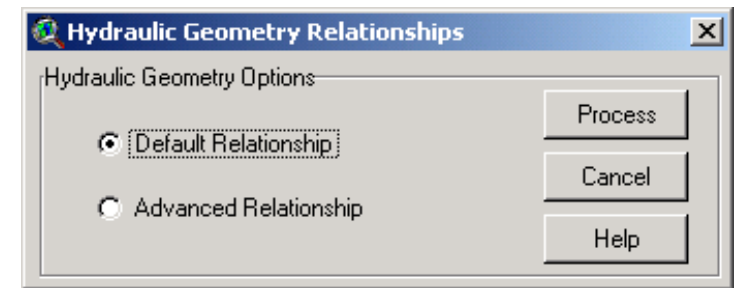 Hydraulic Geometry Relationships
Hydraulic Geometry Options
Default Relationship
Advanced Relationship
Process
Cancel
Help